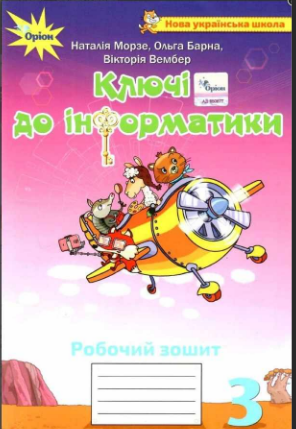 Оріон
Нова українська школа
Наталія Морзе, Ольга Барна,
Вікторія Вембер
Ключі
Оріон
до інформатики
Робочий зошит
3